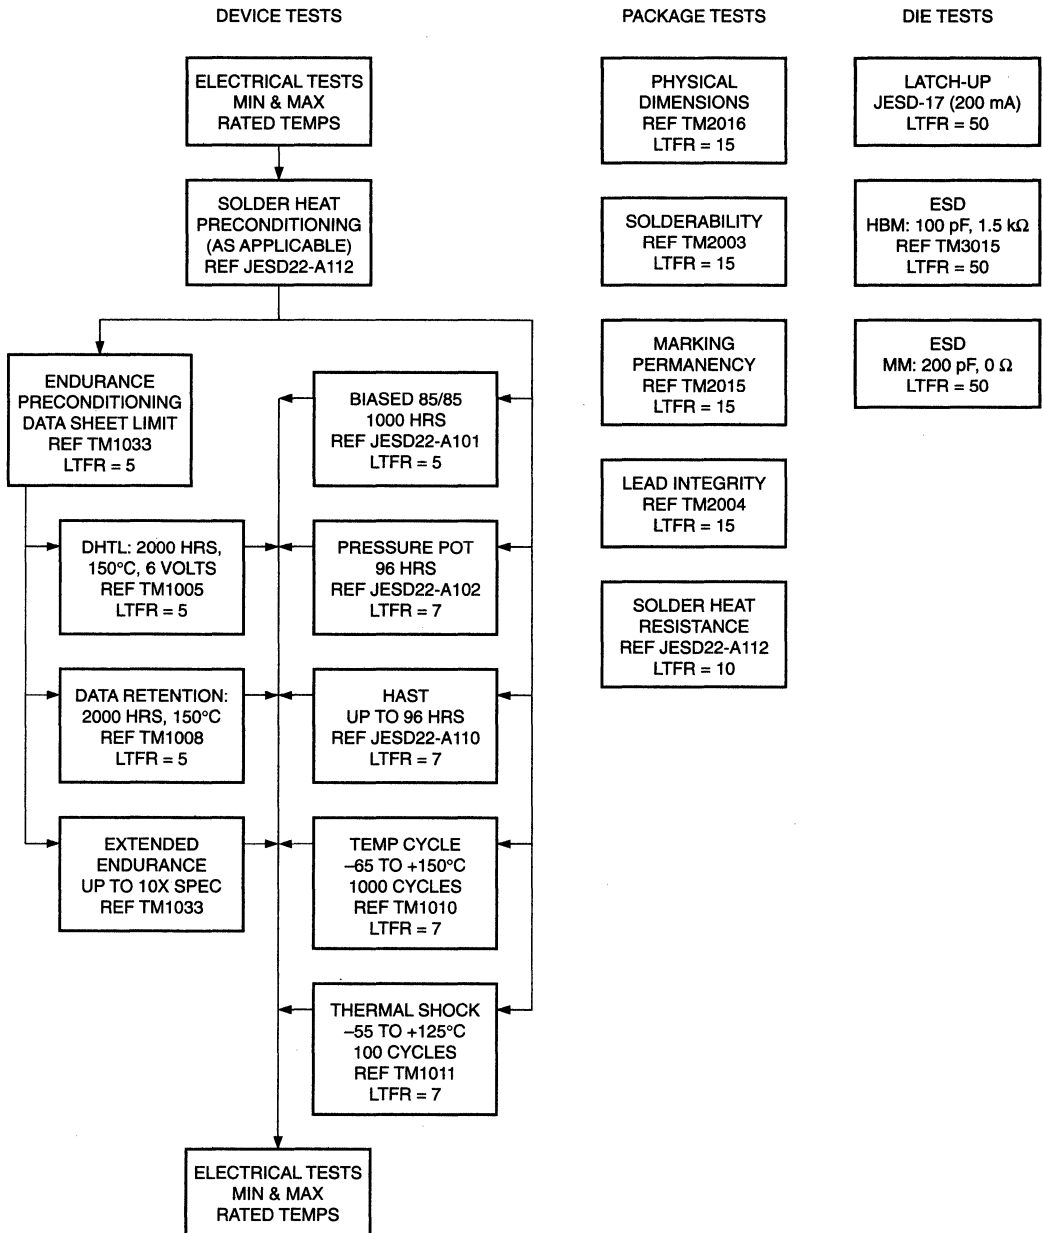 DEVICE TESTS
ELECTRICAL TESTS
MIN & MAX
RATED TEMPS
SOLDER HEAT
PRECONDITIONING
(AS APPLICABLE)
REF JESD22-A112
ENDURANCE
PRECONDITIONING
DATA SHEET LIMIT
REF TM1033
LTFR = 5
DHTL: 2000 HRS,
150°C, 6 VOLTS
REF TM1005
LTFR = 5
DATA RETENTION:
2000 HRS, 150°C
REF TM1008
LTFR = 5
EXTENDED
ENDURANCE
UP TO 10X SPEC
REF TM1033
BIASED 85/85
1000 HRS
REF JESD22-A101
LTFR = 5
PRESSURE POT
96 HRS
REF JESD22-A102
LTFR = 7
HAST
UP TO 96 HRS
REF JESD22-A110
LTFR = 7
TEMP CYCLE
–65 TO +150°C
1000 CYCLES
REF TM1010
LTFR = 7
THERMAL SHOCK
–55 TO +125°C
100 CYCLES
REF TM1011
LTFR = 7
ELECTRICAL TESTS
MIN & MAX
RATED TEMPS
PACKAGE TESTS
PHYSICAL
DIMENSIONS
REF TM2016
LTFR = 15
SOLDERABILITY
REF TM2003
LTFR = 15
MARKING
PERMANENCY
REF TM2015
LTFR = 15
LEAD INTEGRITY
REF TM2004
LTFR = 15
SOLDER HEAT
RESISTANCE
REF JESD22-A112
LTFR = 10
DIE TESTS
LATCH-UP
JESD-17 (200 mA)
LTFR = 50
ESD
HBM: 100 pF, 1.5 kΩ
REF TM3015
LTFR = 50
ESD
MM: 200 pF, 0 Ω
LTFR = 50